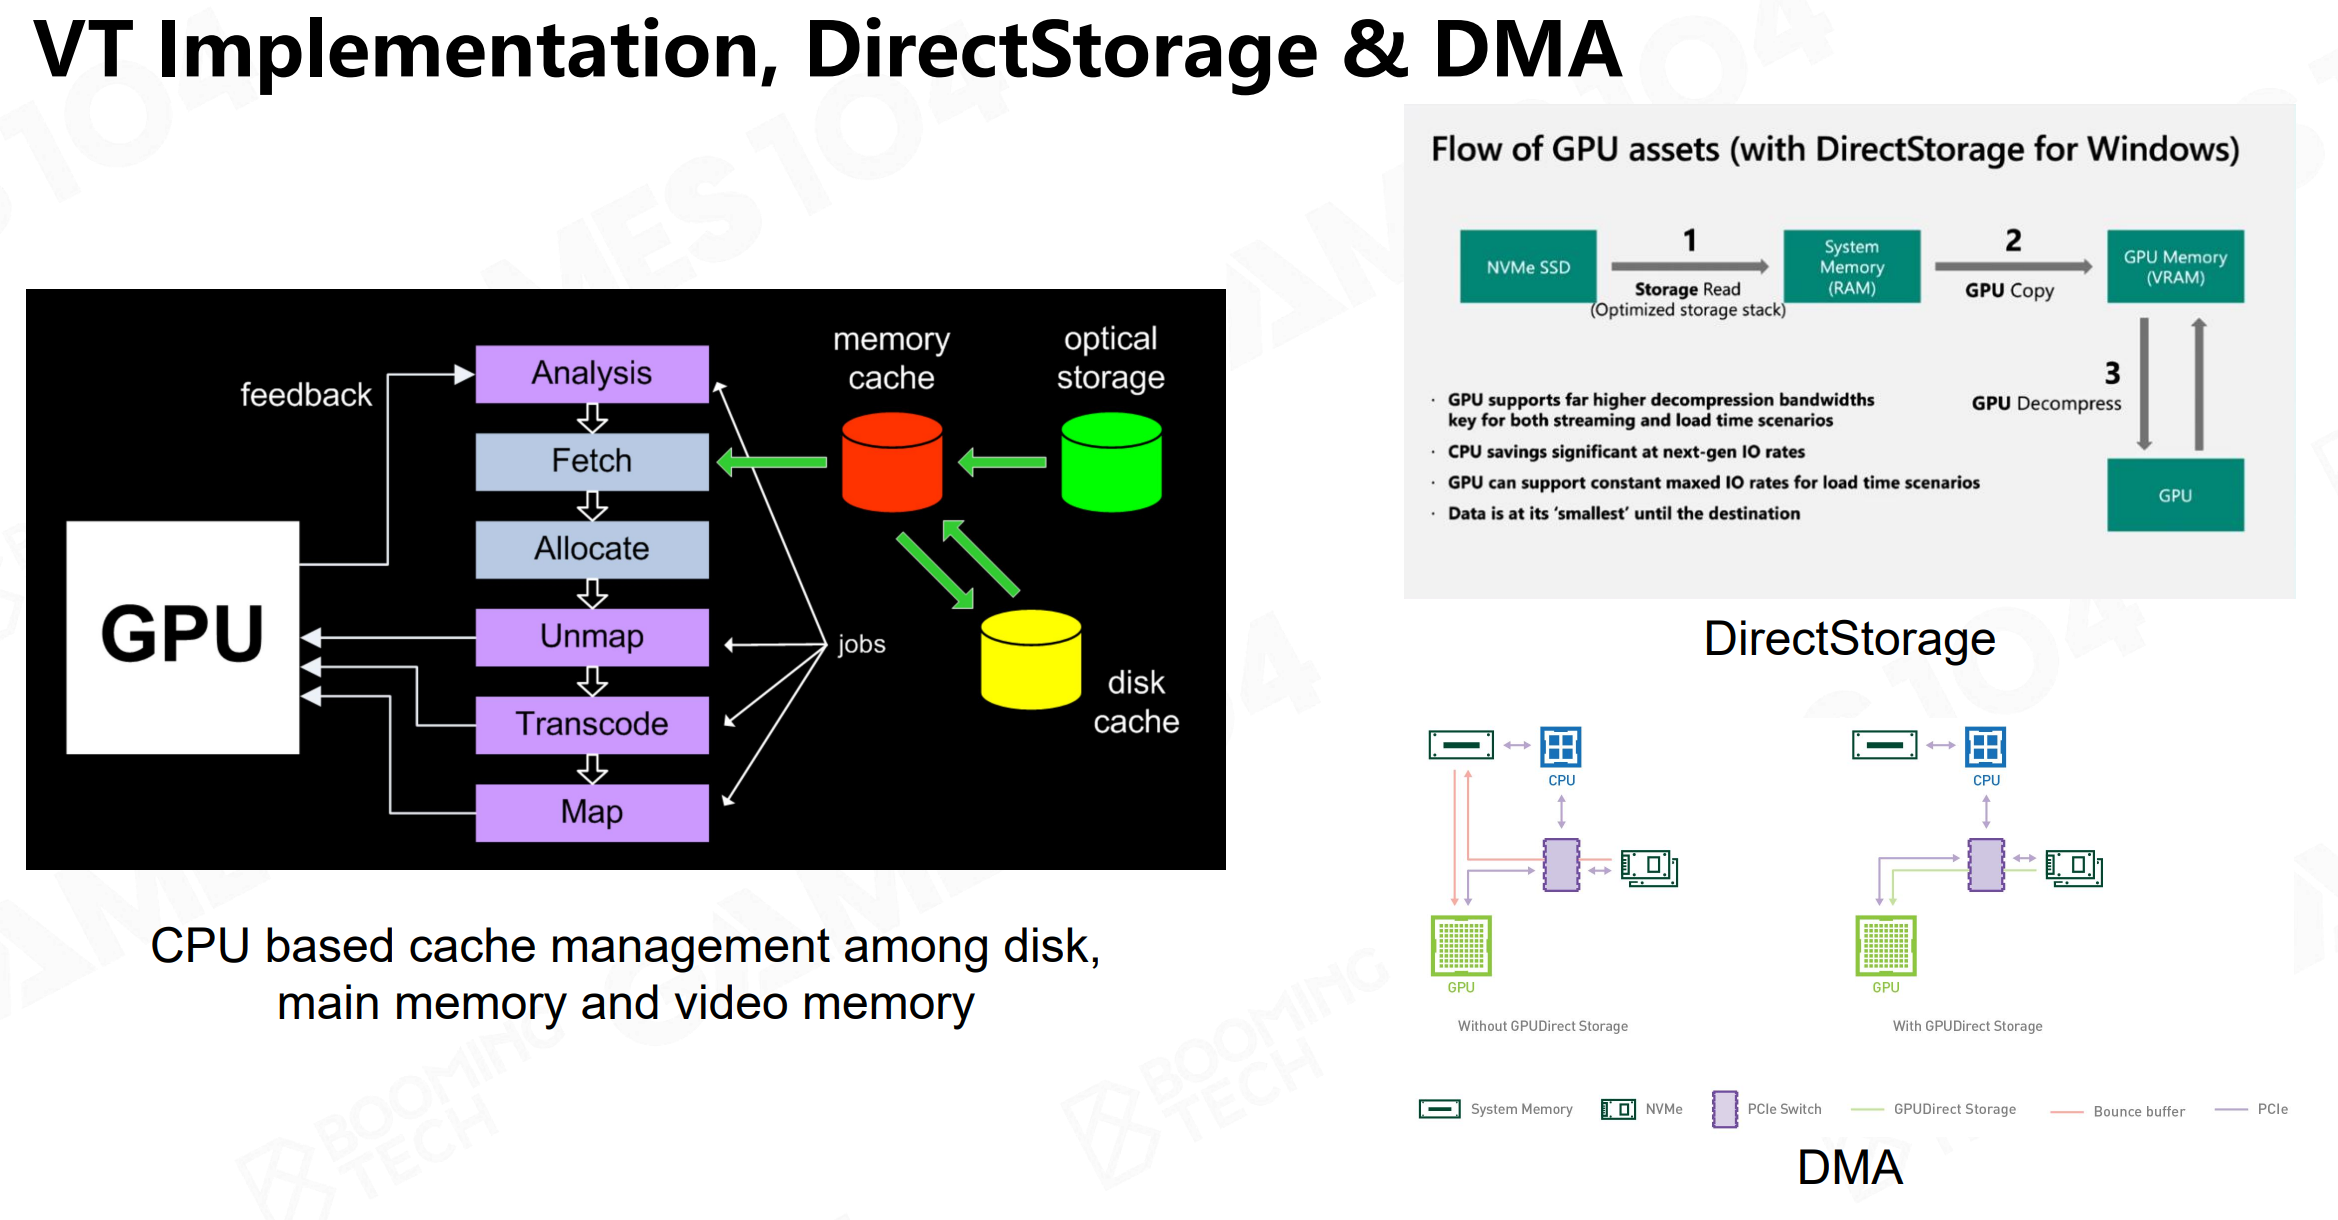 VT Implementation, DirectStorage & DMA
feedback
GPU
Analysis
Fetch
Allocate
Unmap
Transcode
Map
memory
cache
optical
storage
jobs
disk
cache
CPU based cache management among disk,
main memory and video memory
Flow of GPU assets (with DirectStorage for Windows)
NVMe SSD
1
Storage Read
(Optimized storage stack)
System
Memory
(RAM)
2
GPU Copy
GPU Memory
(VRAM)
3
GPU Decompress
GPU
· GPU supports far higher decompression bandwidths
key for both streaming and load time scenarios
· CPU savings significant at next-gen IO rates
· GPU can support constant maxed IO rates for load time scenarios
· Data is at its 'smallest' until the destination
DirectStorage
CPU
GPU
Without GPUDirect Storage
CPU
GPU
With GPUDirect Storage
System Memory
NVMe
PCIe Switch
GPUDirect Storage
Bounce buffer
PCIe
DMA
GAMES104
BOOMING
TECH
BOOMING
TECH